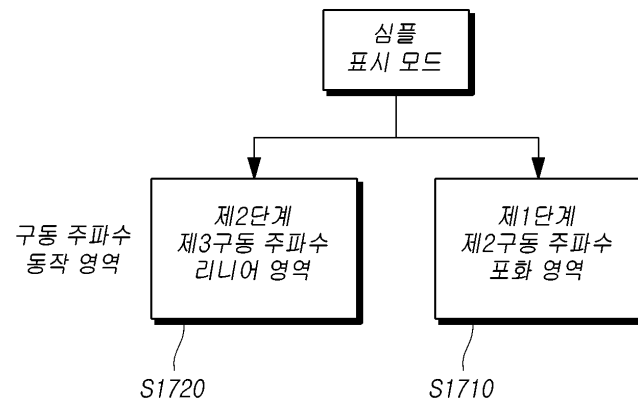 심플
표시 모드
구동 주파수
동작 영역
제2단계
제3구동 주파수
리니어 영역
제1단계
제2구동 주파수
포화 영역
S1720
S1710